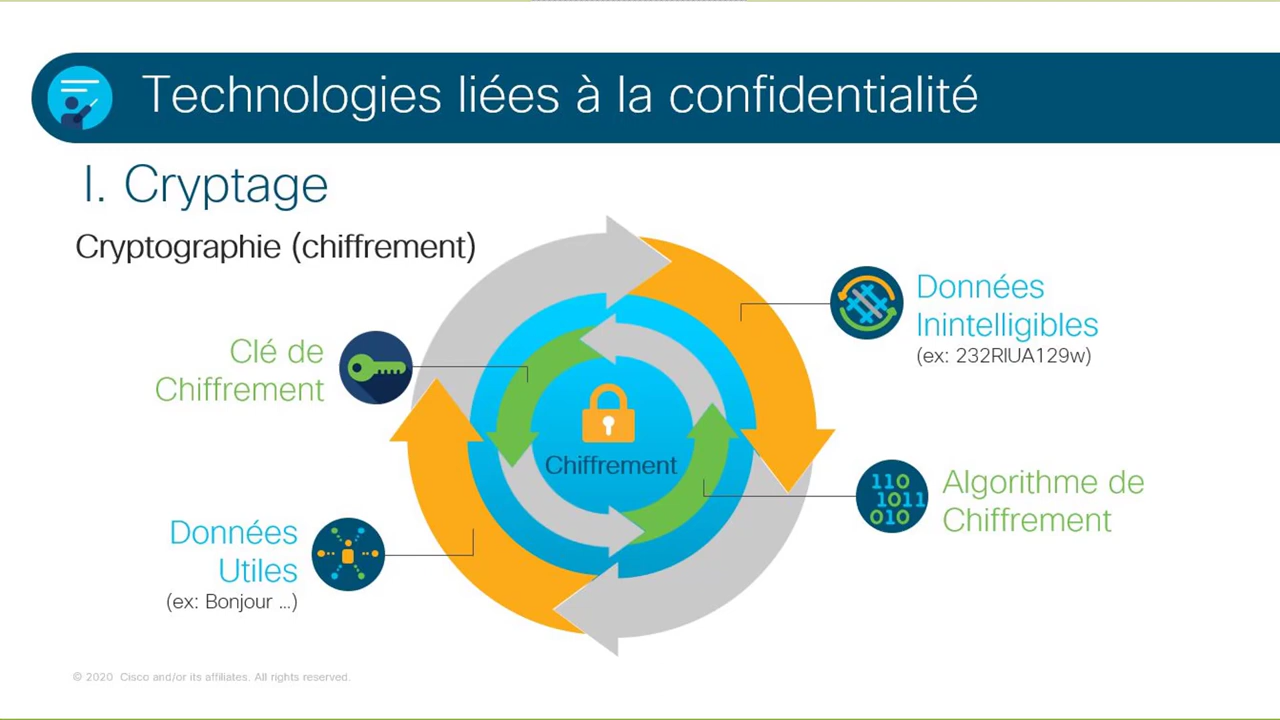 Technologies liées à la confidentialité
I. Cryptage
Cryptographie (chiffrement)
Données
Inintelligibles
(ex: 232RIUA129w)
Clé de
Chiffrement
Chiffrement
110
1011
010
Algorithme de
Chiffrement
Données
Utiles
(ex: Bonjour ...)
© 2020 Cisco and/or its affiliates. All rights reserved.